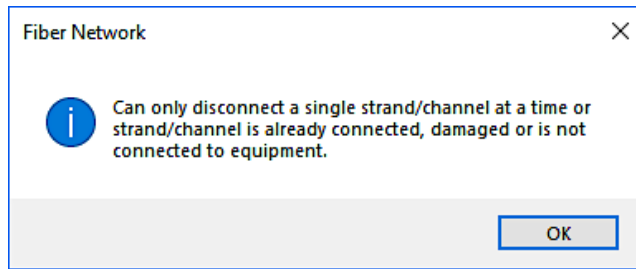 Fiber Network
Can only disconnect a single strand/channel at a time or
strand/channel is already connected, damaged or is not
connected to equipment.
OK